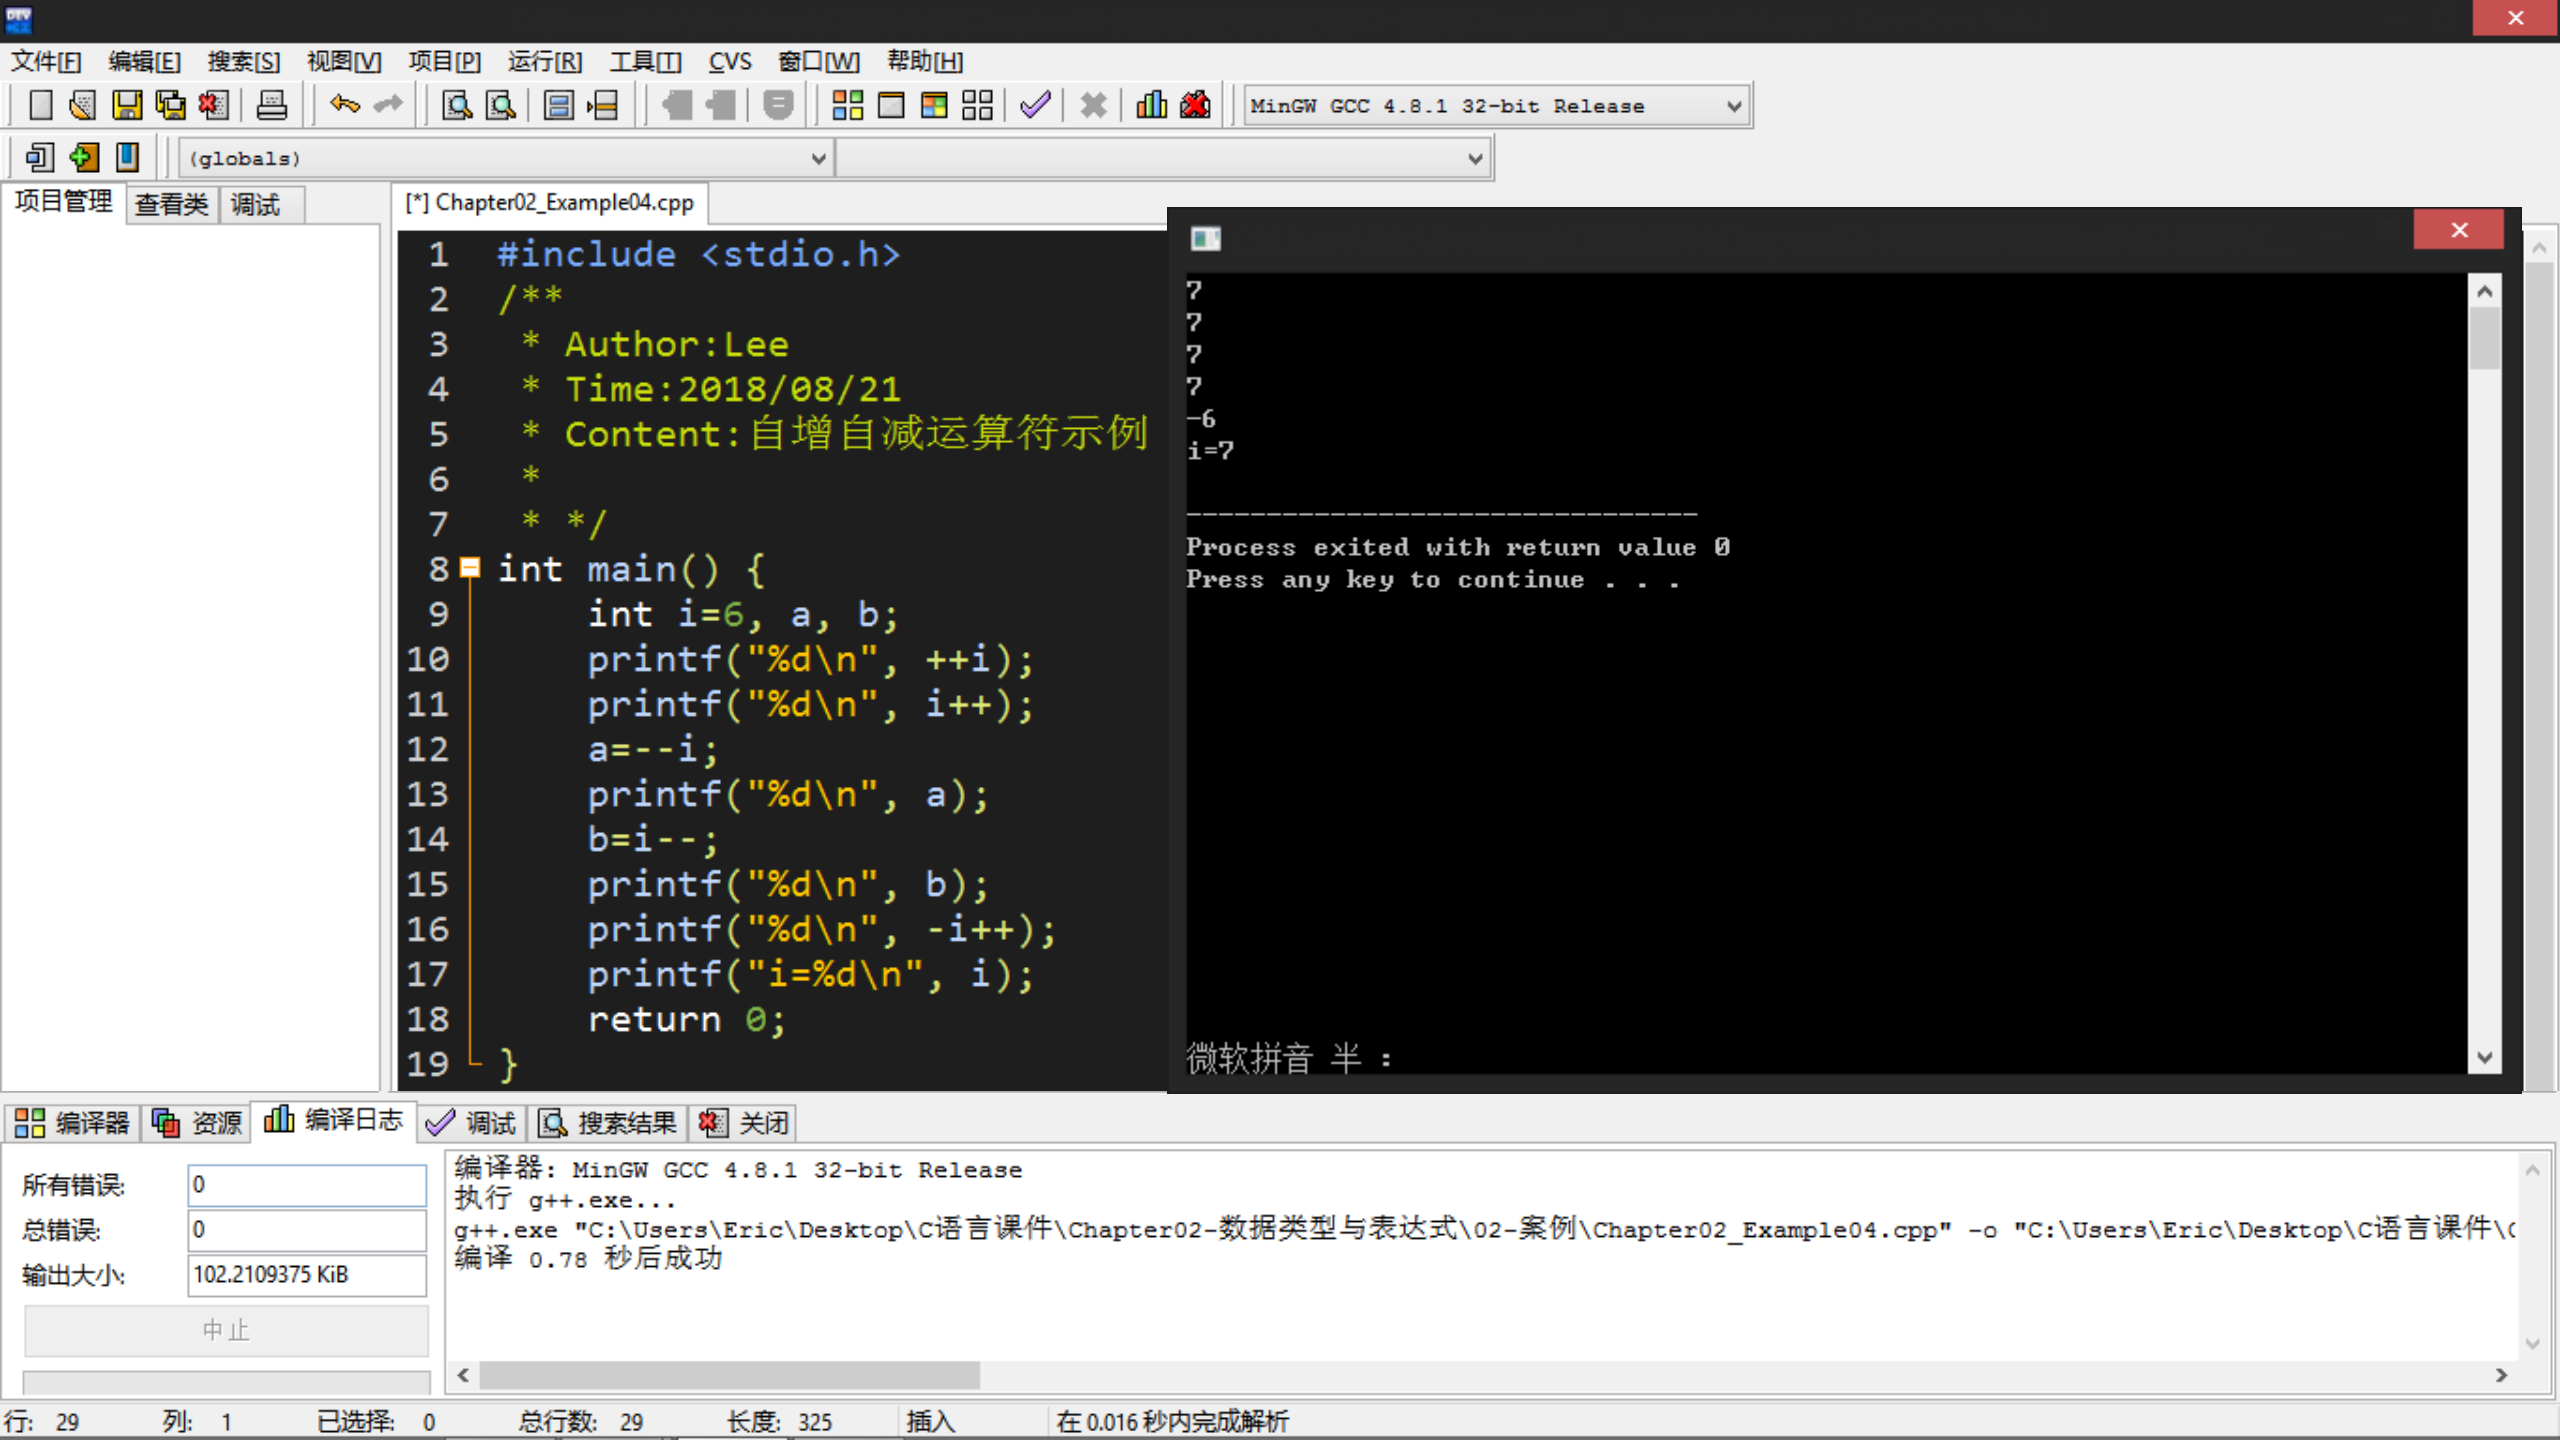 DEV
文件[F] 编辑[E] 搜索[S] 视图[V] 项目[P] 运行[R] 工具[T] CVS 窗口[W] 帮助[H]
MinGW GCC 4.8.1 32-bit Release
(globals)
项目管理 查看类 调试
[*] Chapter02_Example04.cpp
1 #include <stdio.h>
2 /**
3 * Author:Lee
4 * Time:2018/08/21
5 * Content:自增自减运算符示例
6 *
7 * */
8 int main() {
9 int i=6, a, b;
10 printf("%d\n", ++i);
11 printf("%d\n", i++);
12 a=--i;
13 printf("%d\n", a);
14 b=i--;
15 printf("%d\n", b);
16 printf("%d\n", -i++);
17 printf("i=%d\n", i);
18 return 0;
19 }
7
7
7
7
-6
i=7
--------------------------------
Process exited with return value 0
Press any key to continue . . .
微软拼音 半 :
编译器 资源 编译日志 调试 搜索结果 关闭
所有错误: 0
总错误: 0
输出大小: 102.2109375 KiB
中止
编译器: MinGW GCC 4.8.1 32-bit Release
执行 g++.exe...
g++.exe "C:\Users\Eric\Desktop\C语言课件\Chapter02-数据类型与表达式\02-案例\Chapter02_Example04.cpp" -o "C:\Users\Eric\Desktop\C语言课件\
编译 0.78 秒后成功
行: 29 列: 1 已选择: 0 总行数: 29 长度: 325 插入 在 0.016 秒内完成解析